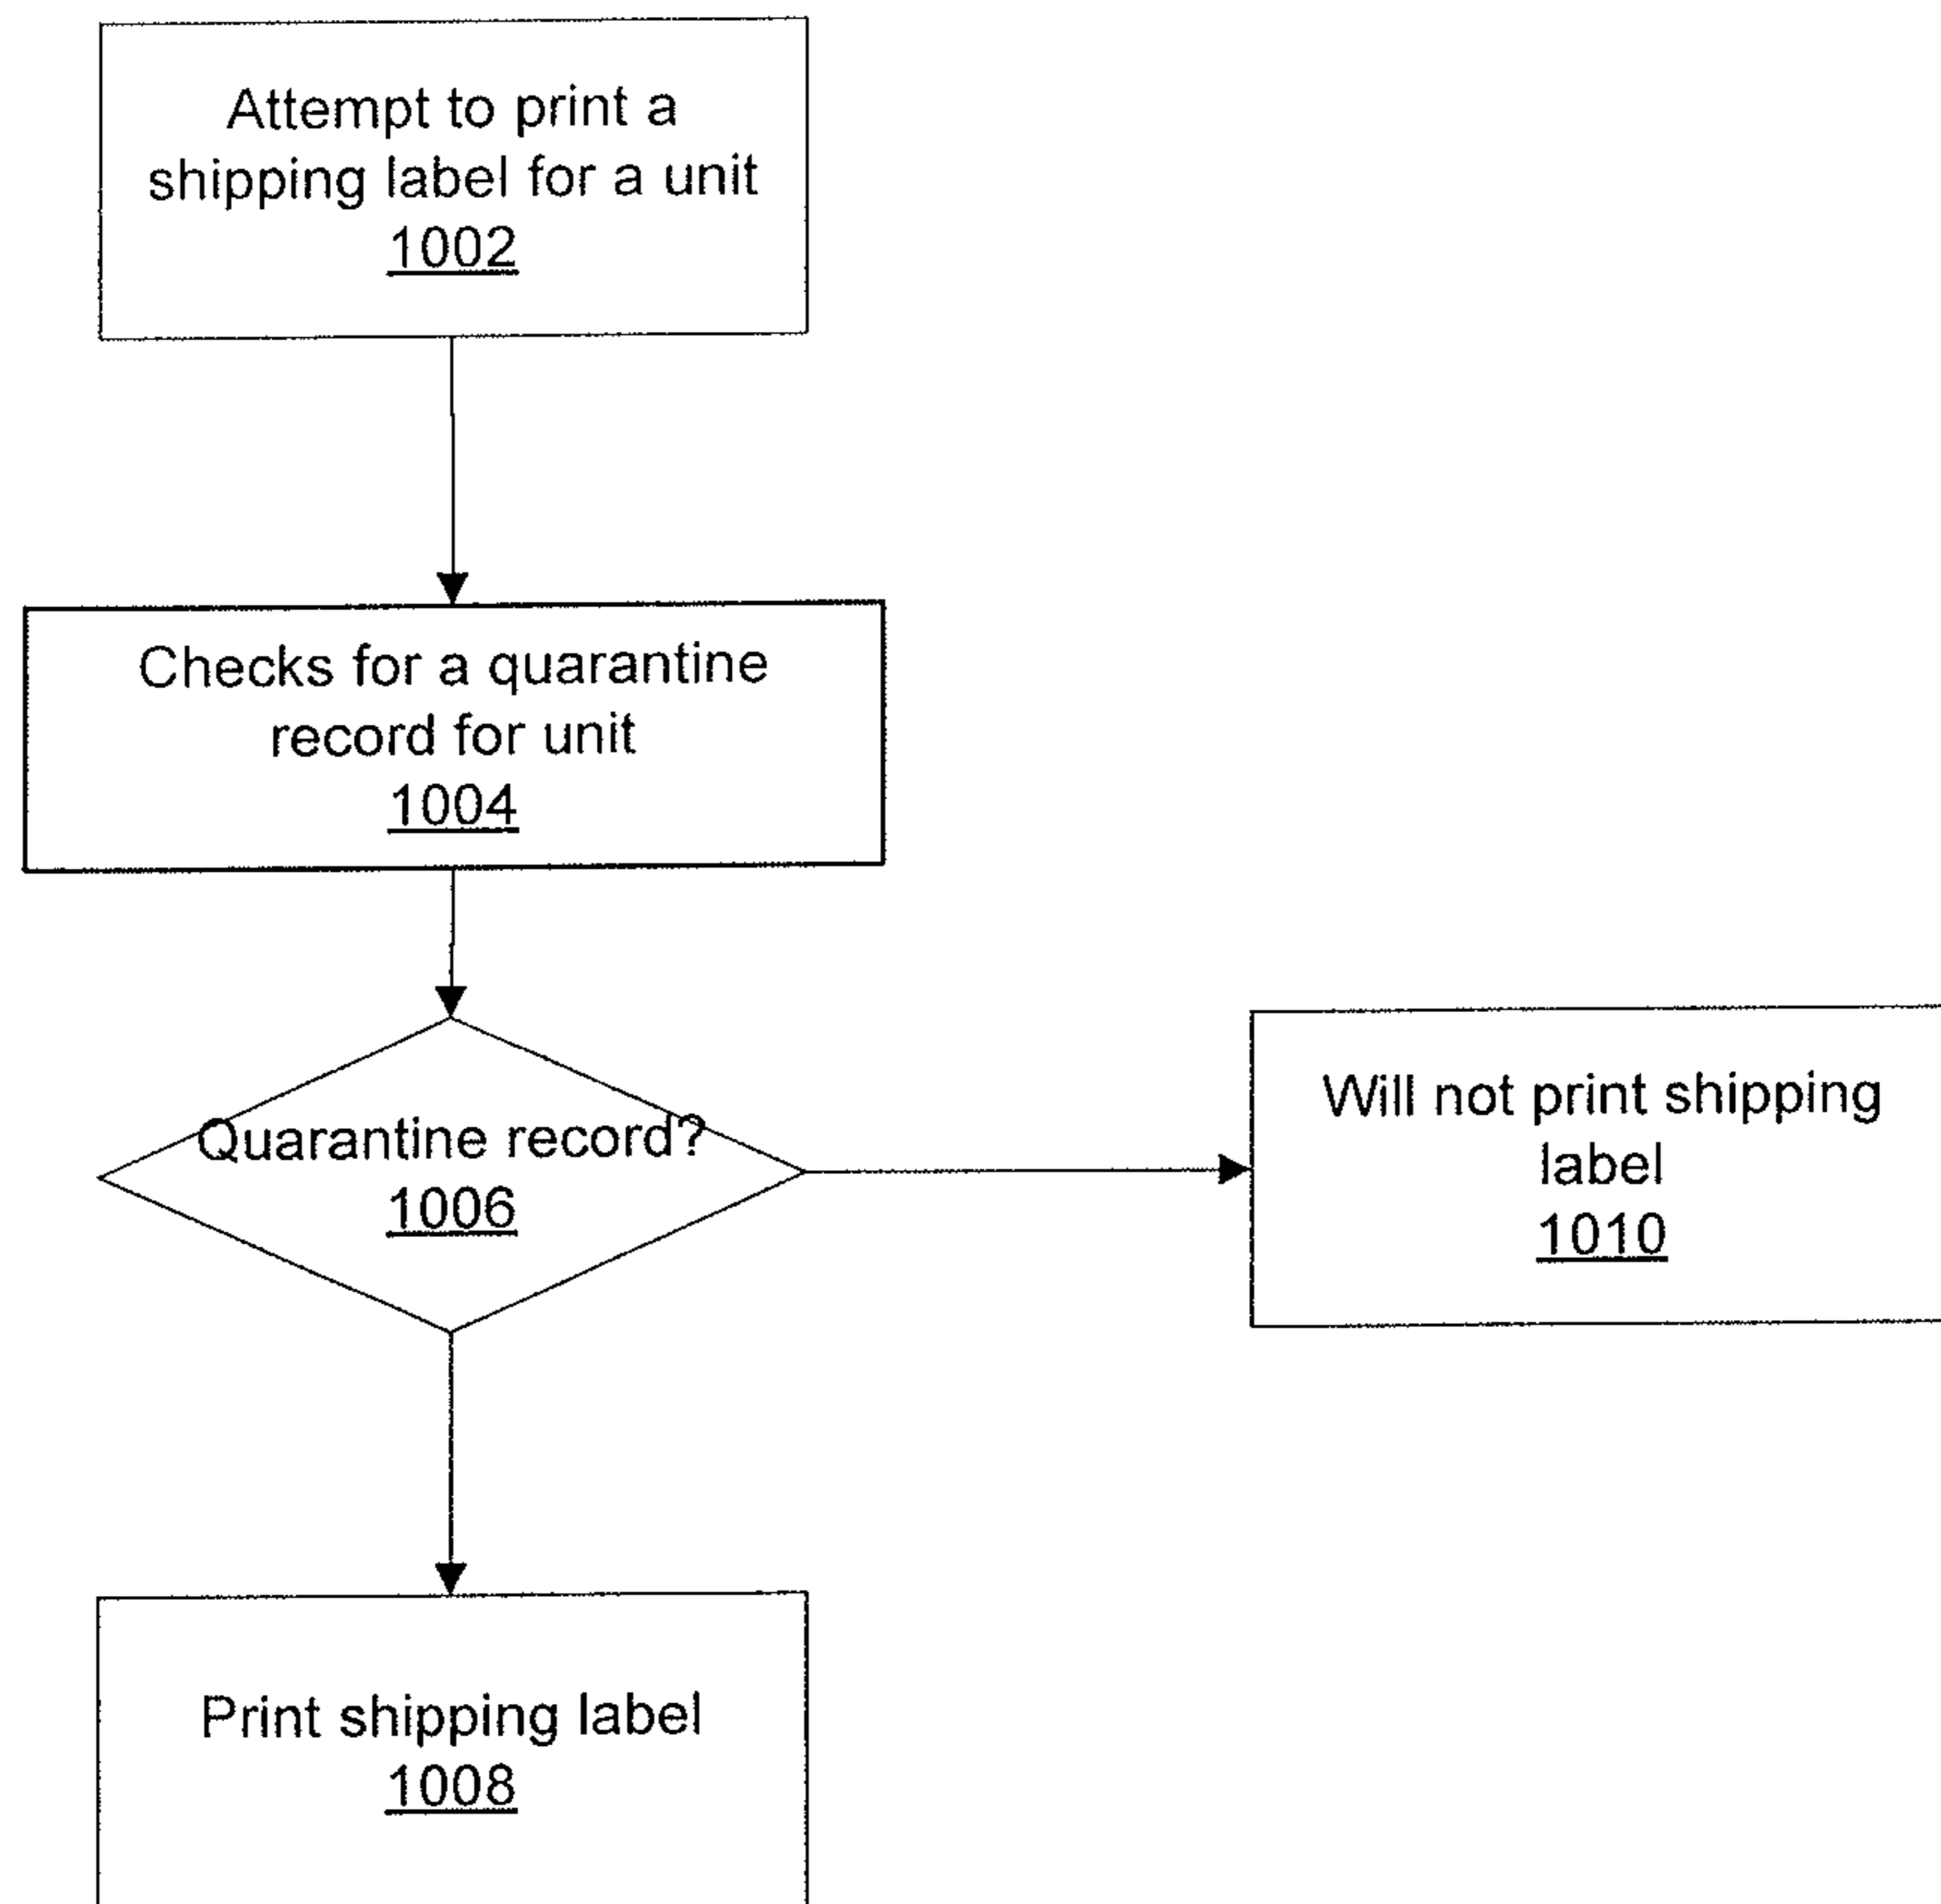 Attempt to print a
shipping label for a unit
1002
Checks for a quarantine
record for unit
1004
Quarantine record?
1006
Will not print shipping
label
1010
Print shipping label
1008